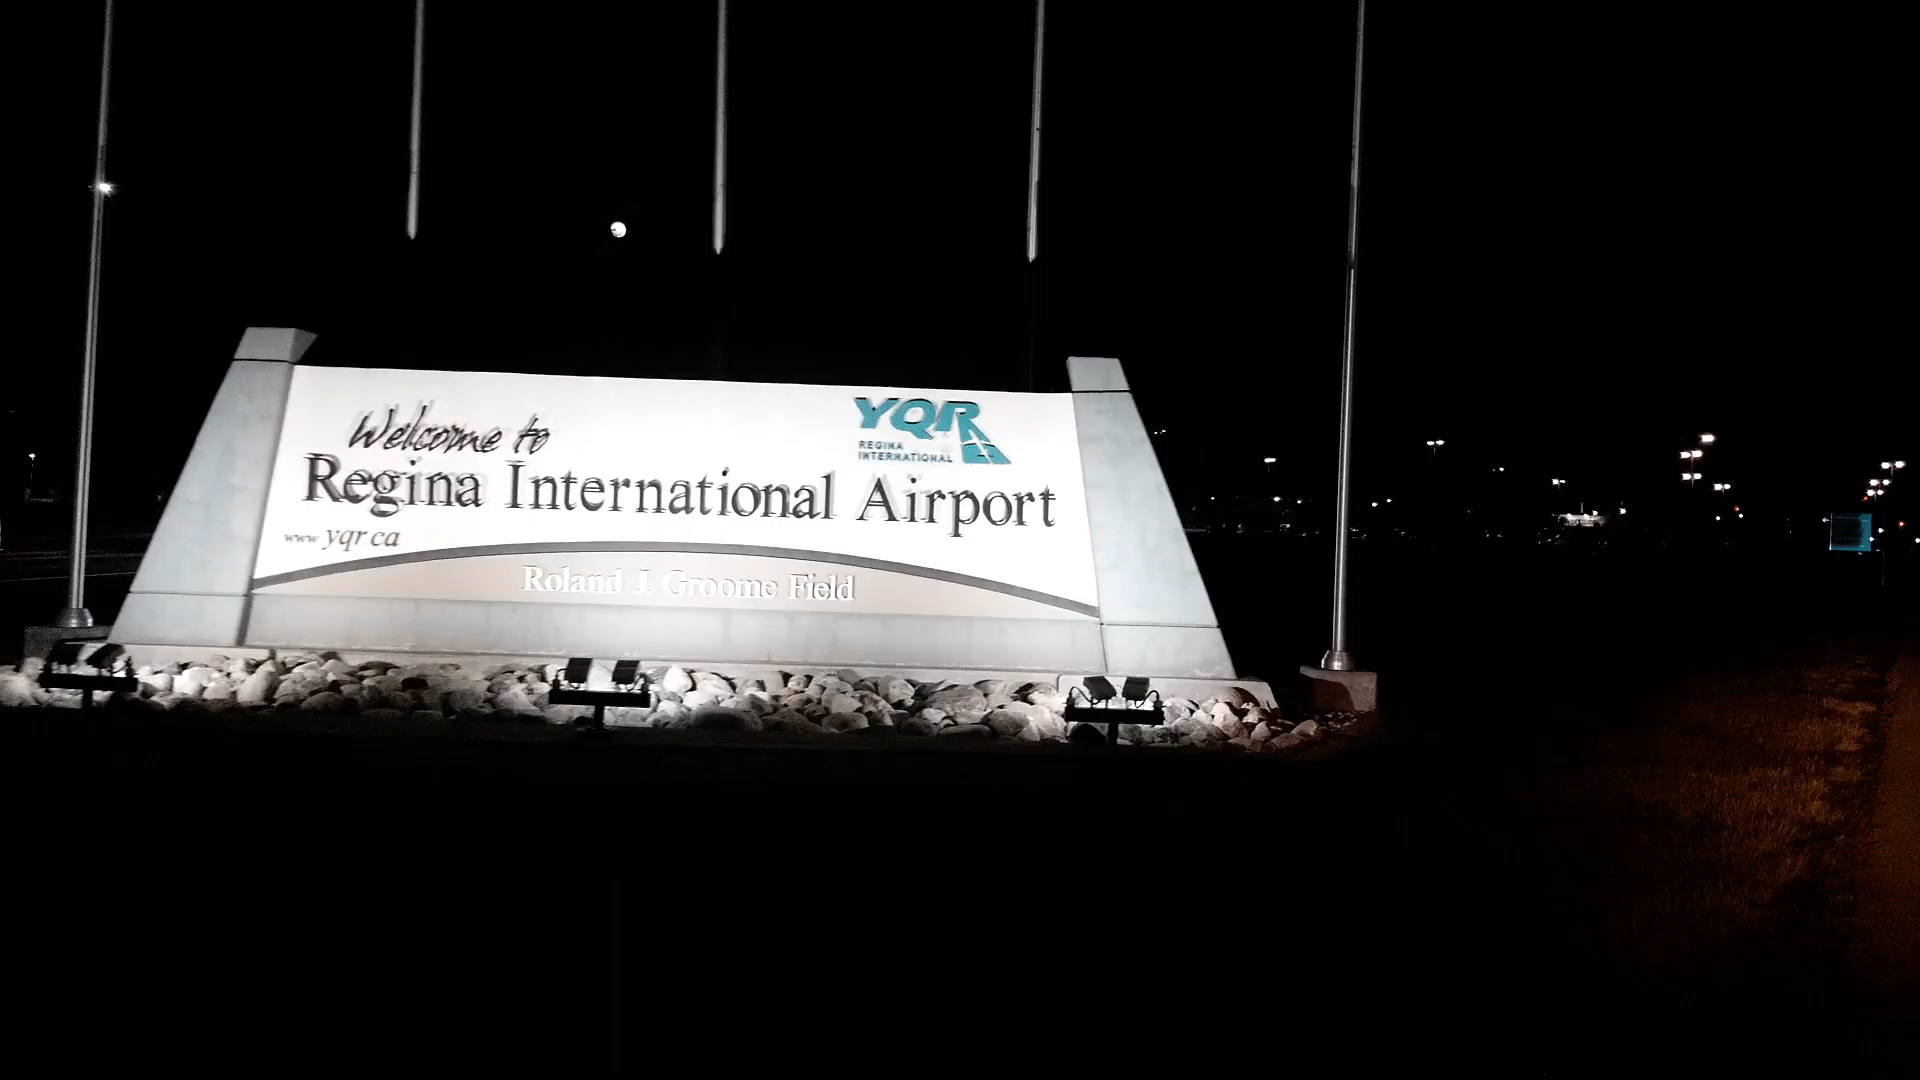 Welcome to
YQR
REGINA
INTERNATIONAL
Regina International Airport
www.yqr.ca
Roland J. Groome Field